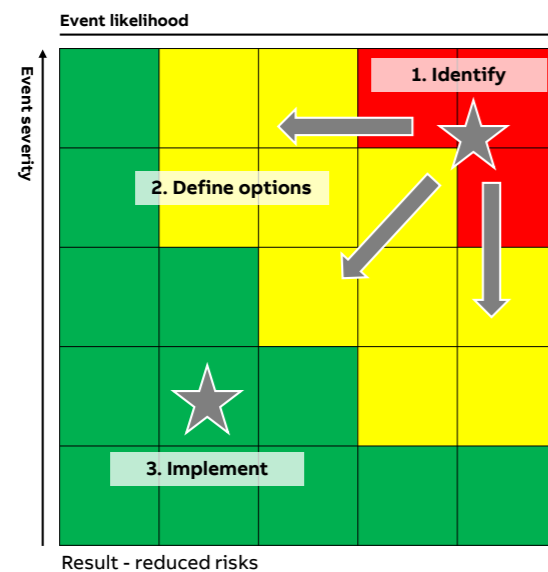 Event likelihood
Event severity
1. Identify
2. Define options
3. Implement
Result - reduced risks